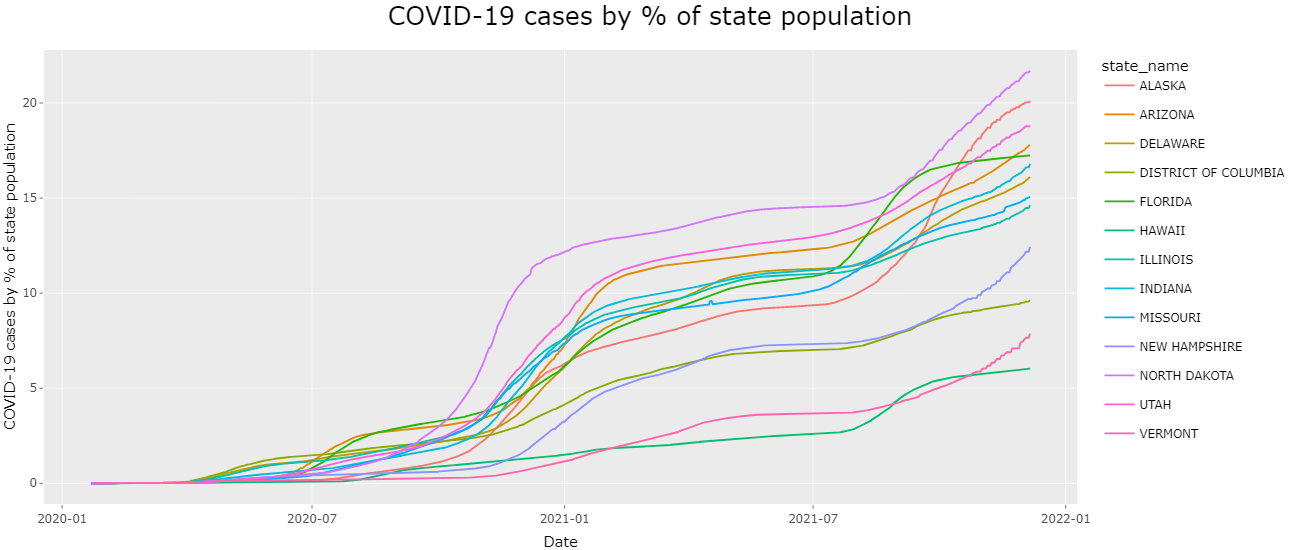 COVID-19 cases by % of state population
COVID-19 cases by % of state population
20
15
10
5
0
2020-01
2020-07
2021-01
2021-07
2022-01
Date
state_name
ALASKA
ARIZONA
DELAWARE
DISTRICT OF COLUMBIA
FLORIDA
HAWAII
ILLINOIS
INDIANA
MISSOURI
NEW HAMPSHIRE
NORTH DAKOTA
UTAH
VERMONT